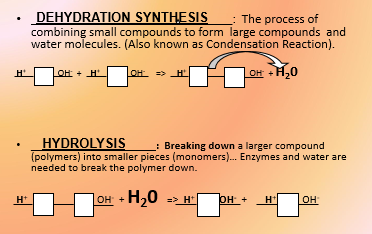 • DEHYDRATION SYNTHESIS : The process of
combining small compounds to form large compounds and
water molecules. (Also known as Condensation Reaction).
H⁺ OH⁻ + H⁺ OH⁻ => H⁺ OH⁻ + H₂0
• HYDROLYSIS : Breaking down a larger compound
(polymers) into smaller pieces (monomers)... Enzymes and water are
needed to break the polymer down.
H⁺ OH⁻ + H₂0 => H⁺ OH⁻ + H⁺ OH⁻